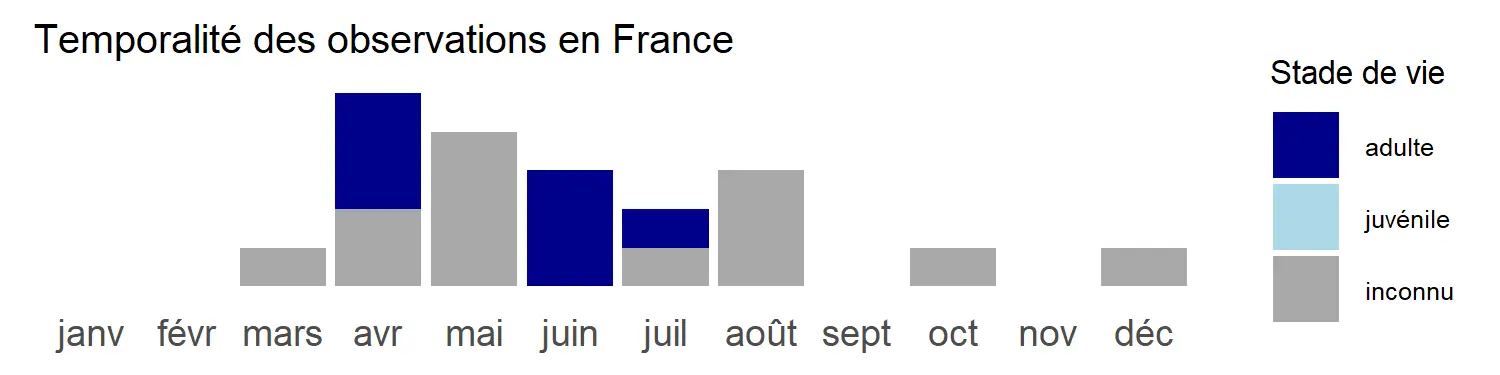 Temporalité des observations en France
Stade de vie
adulte
juvénile
inconnu
janv févr mars avr mai juin juil août sept oct nov déc